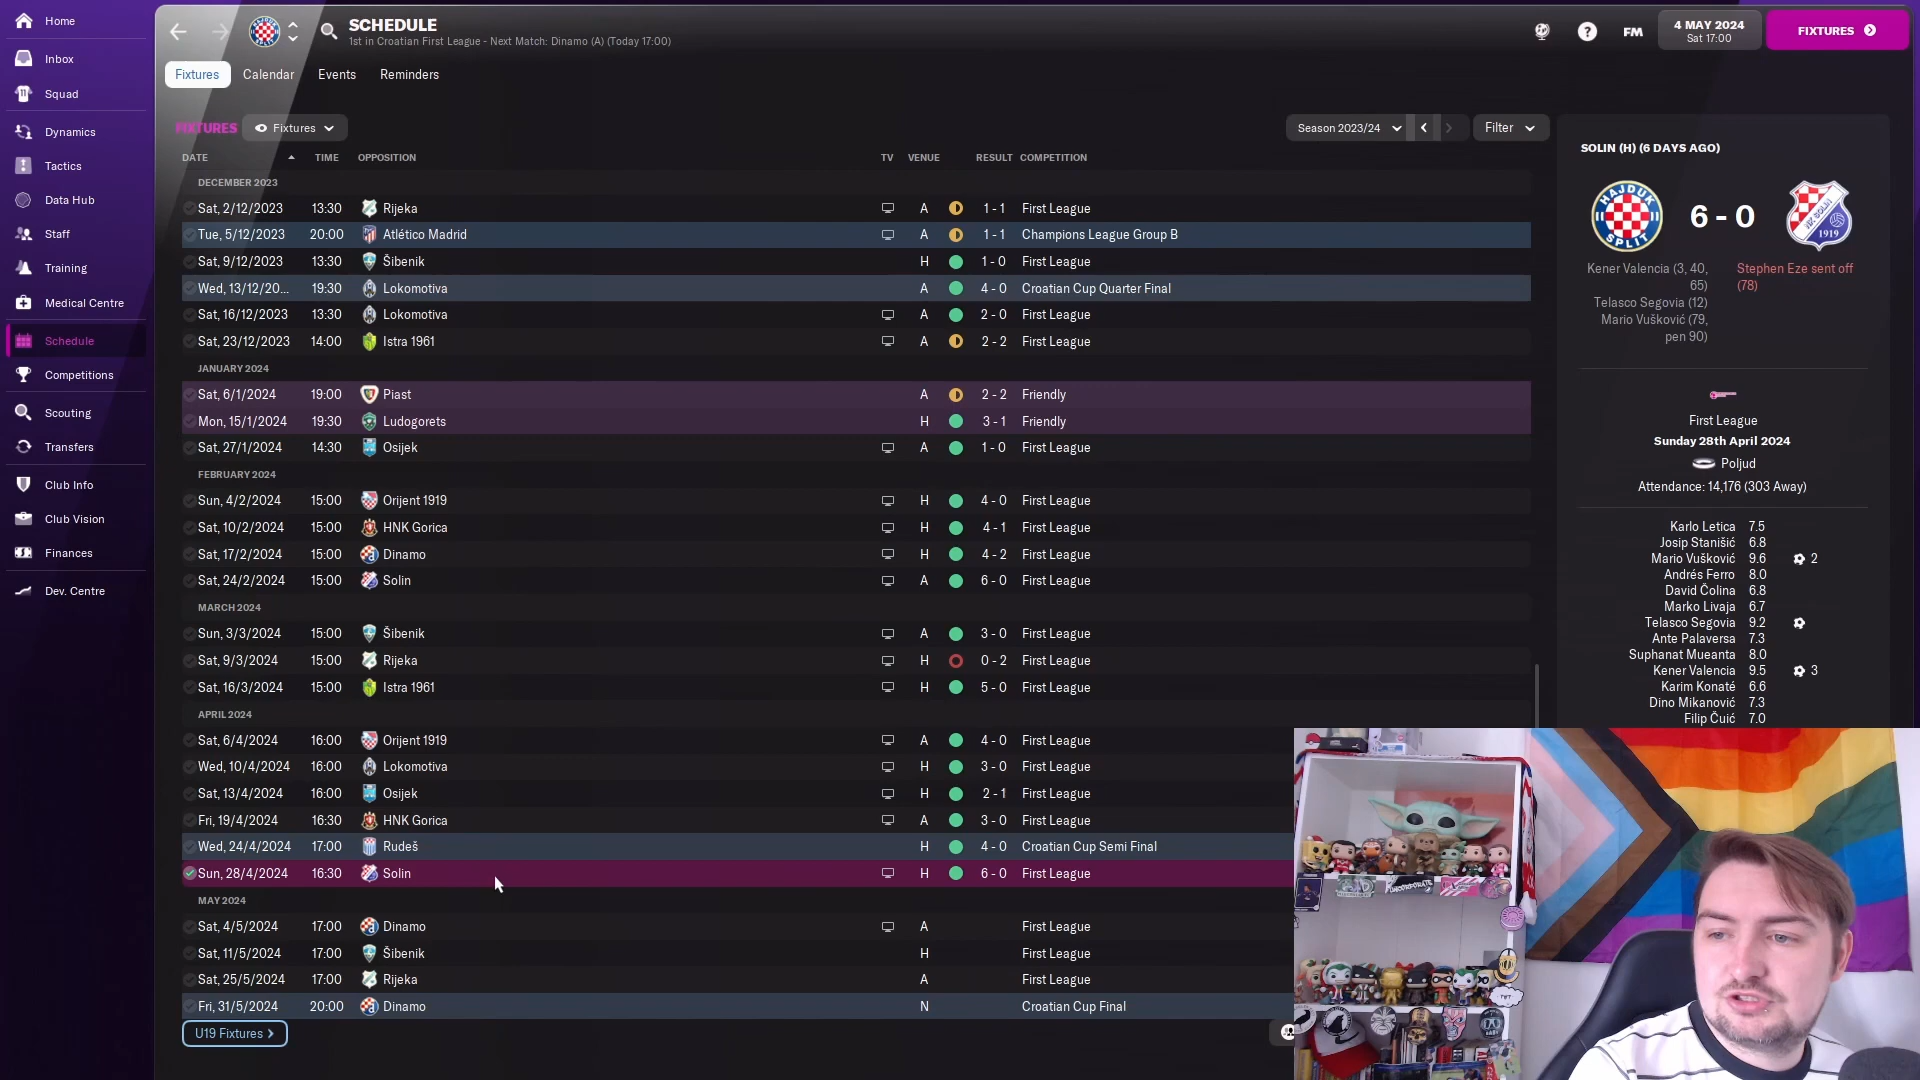 Home
SCHEDULE
1st in Croatian First League - Next Match: Dinamo (A) (Today 17:00)
FM
4 MAY 2024
Sat 17:00
FIXTURES
Inbox
Squad
Dynamics
Tactics
Data Hub
Staff
Training
Medical Centre
Schedule
Competitions
Scouting
Transfers
Club Info
Club Vision
Finances
Dev. Centre
Fixtures Calendar Events Reminders
FIXTURES Fixtures
Season 2023/24
Filter
DATE TIME OPPOSITION TV VENUE RESULT COMPETITION
DECEMBER 2023
Sat, 2/12/2023 13:30 Rijeka A 1 - 1 First League
Tue, 5/12/2023 20:00 Atlético Madrid A 1 - 1 Champions League Group B
Sat, 9/12/2023 13:30 Šibenik H 1 - 0 First League
Wed, 13/12/20... 19:30 Lokomotiva A 4 - 0 Croatian Cup Quarter Final
Sat, 16/12/2023 13:30 Lokomotiva A 2 - 0 First League
Sat, 23/12/2023 14:00 Istra 1961 A 2 - 2 First League
JANUARY 2024
Sat, 6/1/2024 19:00 Piast A 2 - 2 Friendly
Mon, 15/1/2024 19:30 Ludogorets H 3 - 1 Friendly
Sat, 27/1/2024 14:30 Osijek A 1 - 0 First League
FEBRUARY 2024
Sun, 4/2/2024 15:00 Orijent 1919 H 4 - 0 First League
Sat, 10/2/2024 15:00 HNK Gorica H 4 - 1 First League
Sat, 17/2/2024 15:00 Dinamo H 4 - 2 First League
Sat, 24/2/2024 15:00 Solin A 6 - 0 First League
MARCH 2024
Sun, 3/3/2024 15:00 Šibenik A 3 - 0 First League
Sat, 9/3/2024 15:00 Rijeka H 0 - 2 First League
Sat, 16/3/2024 15:00 Istra 1961 H 5 - 0 First League
APRIL 2024
Sat, 6/4/2024 16:00 Orijent 1919 A 4 - 0 First League
Wed, 10/4/2024 16:00 Lokomotiva H 3 - 0 First League
Sat, 13/4/2024 16:00 Osijek H 2 - 1 First League
Fri, 19/4/2024 16:30 HNK Gorica A 3 - 0 First League
Wed, 24/4/2024 17:00 Rudeš H 4 - 0 Croatian Cup Semi Final
Sun, 28/4/2024 16:30 Solin H 6 - 0 First League
MAY 2024
Sat, 4/5/2024 17:00 Dinamo A First League
Sat, 11/5/2024 17:00 Šibenik H First League
Sat, 25/5/2024 17:00 Rijeka A First League
Fri, 31/5/2024 20:00 Dinamo N Croatian Cup Final
U19 Fixtures
SOLIN (H) (6 DAYS AGO)
HAJDUK
SPLIT
6 - 0
NK SOLIN
1919
Kener Valencia (3, 40,
65)
Telasco Segovia (12)
Mario Vušković (79,
pen 90)
Stephen Eze sent off
(78)
First League
Sunday 28th April 2024
Poljud
Attendance: 14,176 (303 Away)
Karlo Letica 7.5
Josip Stanišić 6.8
Mario Vušković 9.6 2
Andrés Ferro 8.0
David Čolina 6.8
Marko Livaja 6.7
Telasco Segovia 9.2
Ante Palaversa 7.3
Suphanat Mueanta 8.0
Kener Valencia 9.5 3
Karim Konaté 6.6
Dino Mikanović 7.3
Filip Čuić 7.0